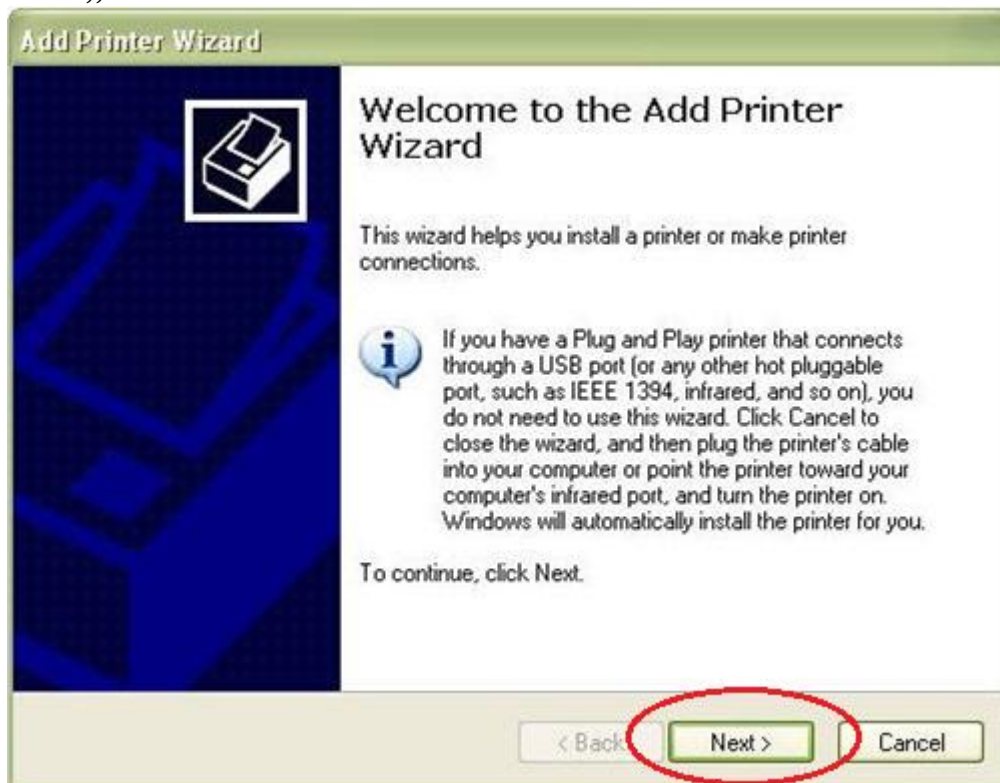 Add Printer Wizard
Welcome to the Add Printer
Wizard
This wizard helps you install a printer or make printer
connections.
If you have a Plug and Play printer that connects
through a USB port (or any other hot pluggable
port, such as IEEE 1394, infrared, and so on), you
do not need to use this wizard. Click Cancel to
close the wizard, and then plug the printer's cable
into your computer or point the printer toward your
computer's infrared port, and turn the printer on.
Windows will automatically install the printer for you.
To continue, click Next.
< Back Next > Cancel